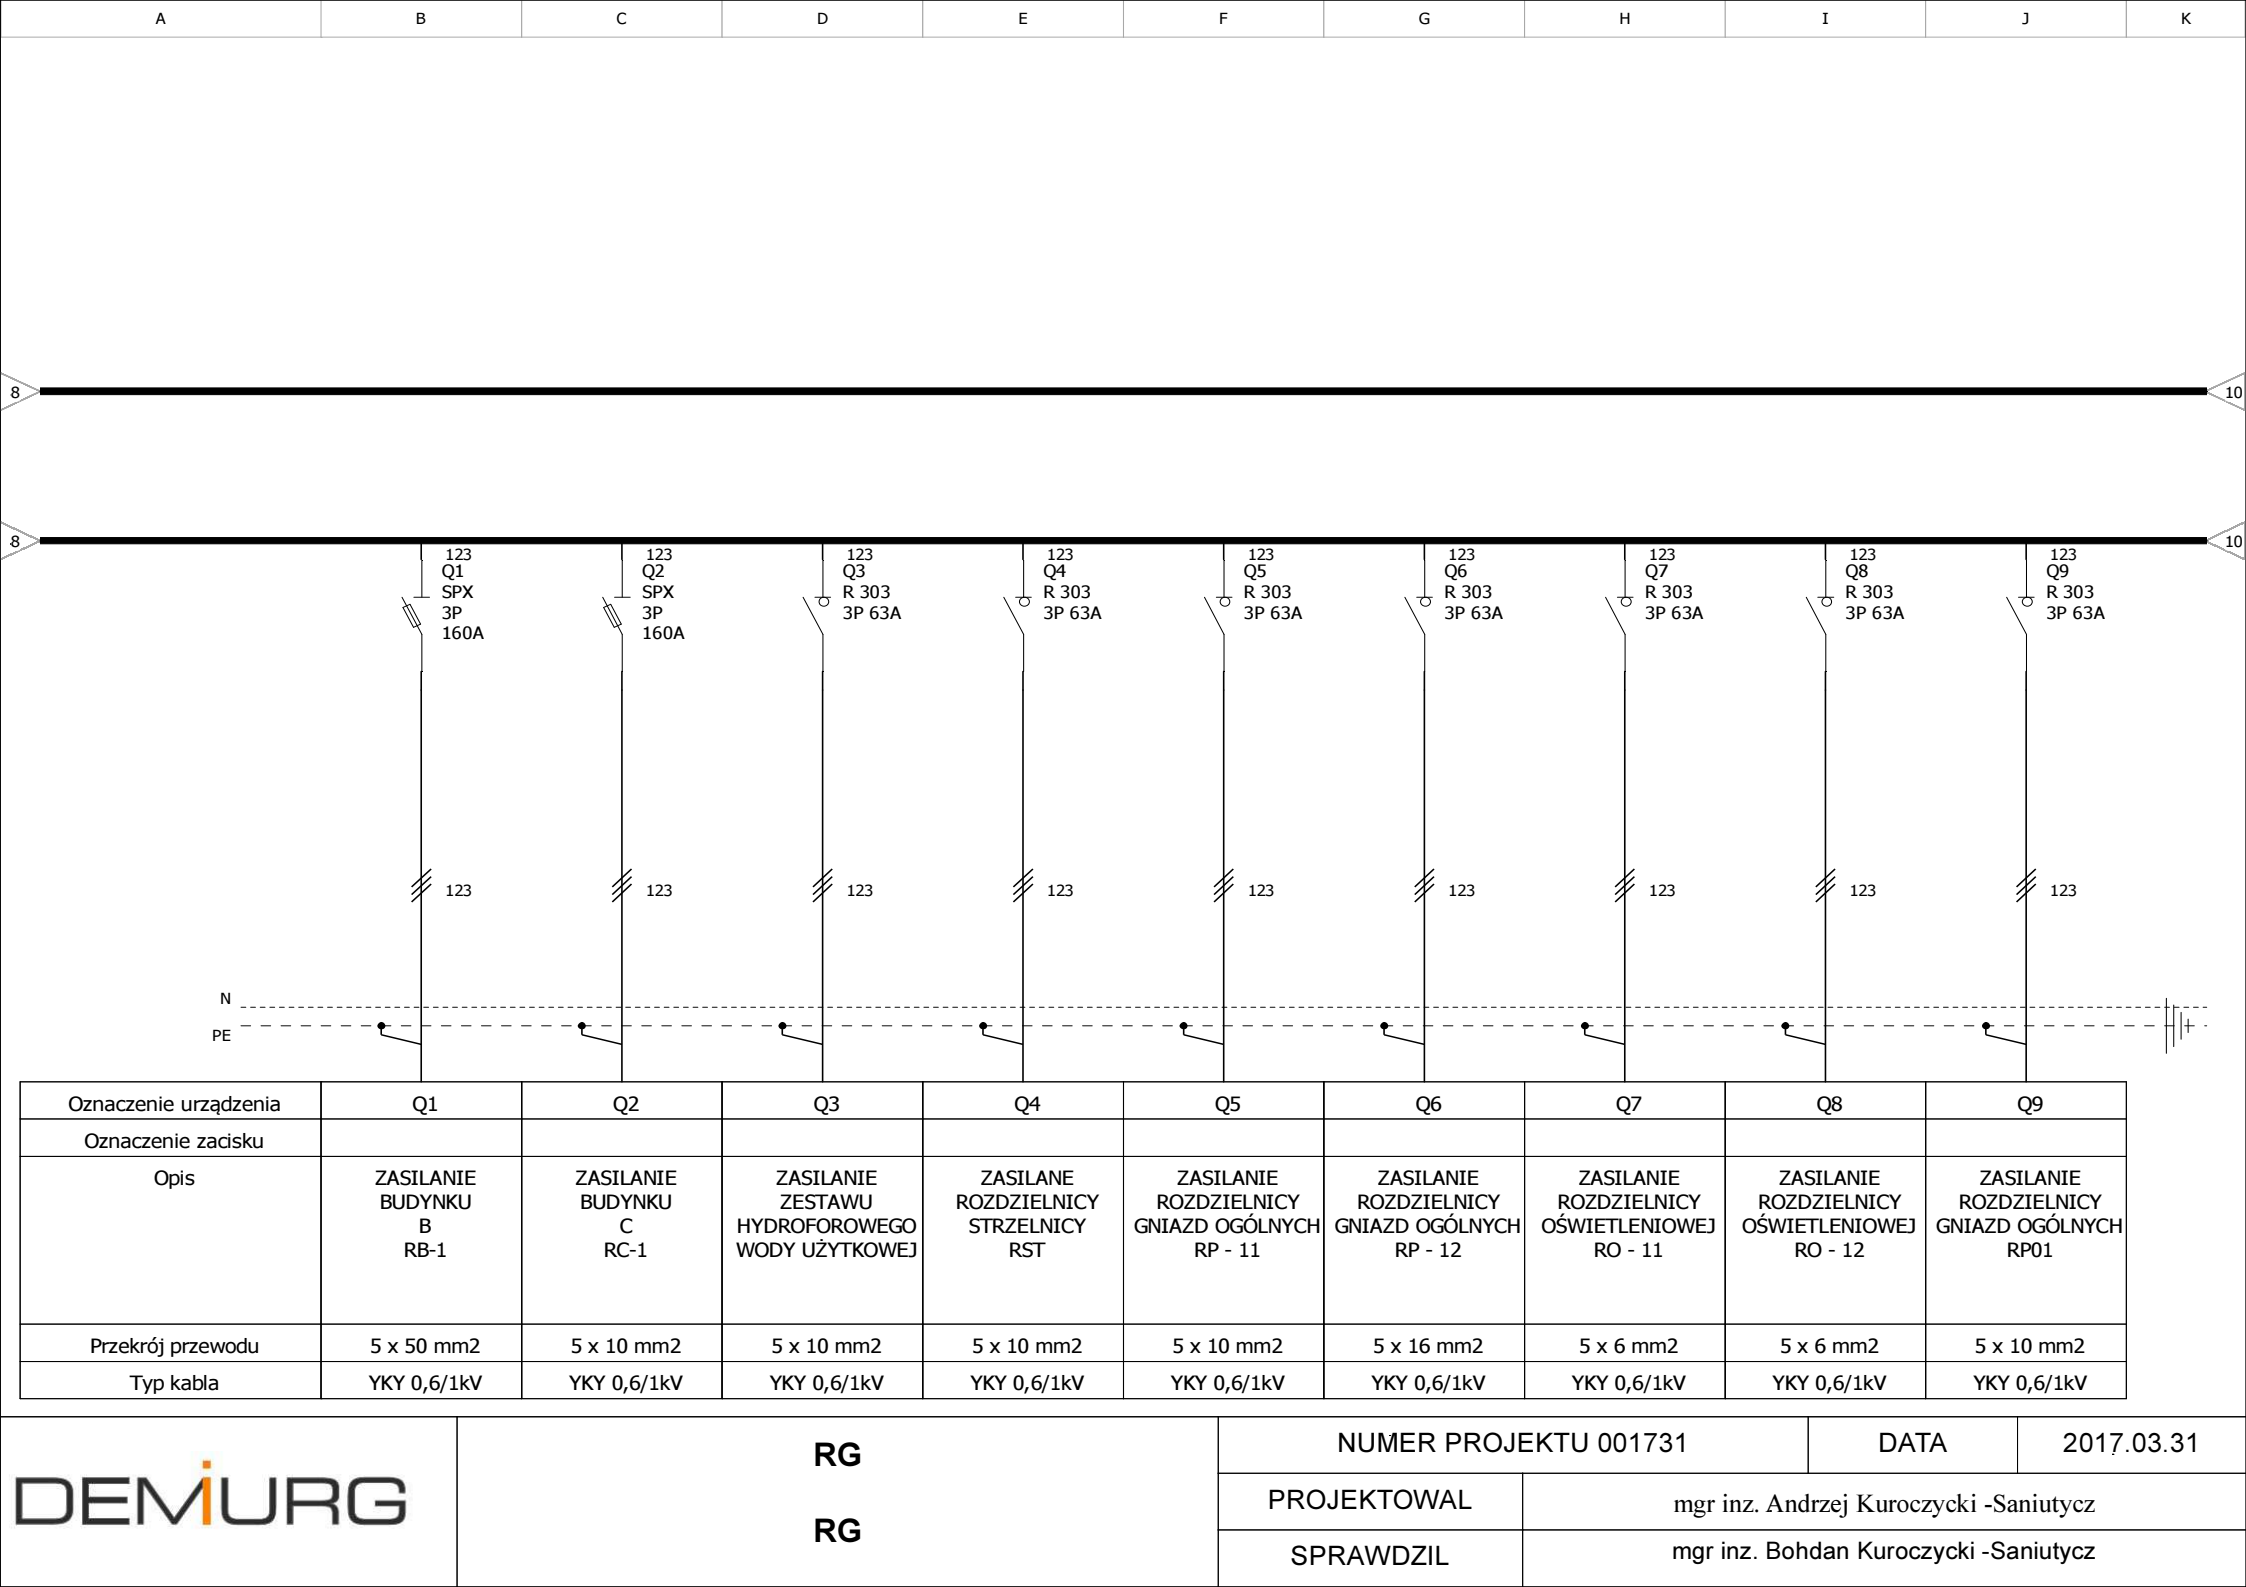 A B C D E F G H I J K
8 10
8 10
123 123 123 123 123 123 123 123 123
Q1 Q2 Q3 Q4 Q5 Q6 Q7 Q8 Q9
SPX SPX R 303 R 303 R 303 R 303 R 303 R 303 R 303
3P 3P 3P 63A 3P 63A 3P 63A 3P 63A 3P 63A 3P 63A 3P 63A
160A 160A
123 123 123 123 123 123 123 123 123
N
PE
Oznaczenie urządzenia Q1 Q2 Q3 Q4 Q5 Q6 Q7 Q8 Q9
Oznaczenie zacisku
Opis
ZASILANIE
BUDYNKU
B
RB-1
ZASILANIE
BUDYNKU
C
RC-1
ZASILANIE
ZESTAWU
HYDROFOROWEGO
WODY UŻYTKOWEJ
ZASILANE
ROZDZIELNICY
STRZELNICY
RST
ZASILANIE
ROZDZIELNICY
GNIAZD OGÓLNYCH
RP - 11
ZASILANIE
ROZDZIELNICY
GNIAZD OGÓLNYCH
RP - 12
ZASILANIE
ROZDZIELNICY
OŚWIETLENIOWEJ
RO - 11
ZASILANIE
ROZDZIELNICY
OŚWIETLENIOWEJ
RO - 12
ZASILANIE
ROZDZIELNICY
GNIAZD OGÓLNYCH
RP01
Przekrój przewodu 5 x 50 mm2 5 x 10 mm2 5 x 10 mm2 5 x 10 mm2 5 x 10 mm2 5 x 16 mm2 5 x 6 mm2 5 x 6 mm2 5 x 10 mm2
Typ kabla YKY 0,6/1kV YKY 0,6/1kV YKY 0,6/1kV YKY 0,6/1kV YKY 0,6/1kV YKY 0,6/1kV YKY 0,6/1kV YKY 0,6/1kV YKY 0,6/1kV
DEMiURG
RG
RG
NUMER PROJEKTU 001731 DATA 2017.03.31
PROJEKTOWAL mgr inz. Andrzej Kuroczycki -Saniutycz
SPRAWDZIL mgr inz. Bohdan Kuroczycki -Saniutycz